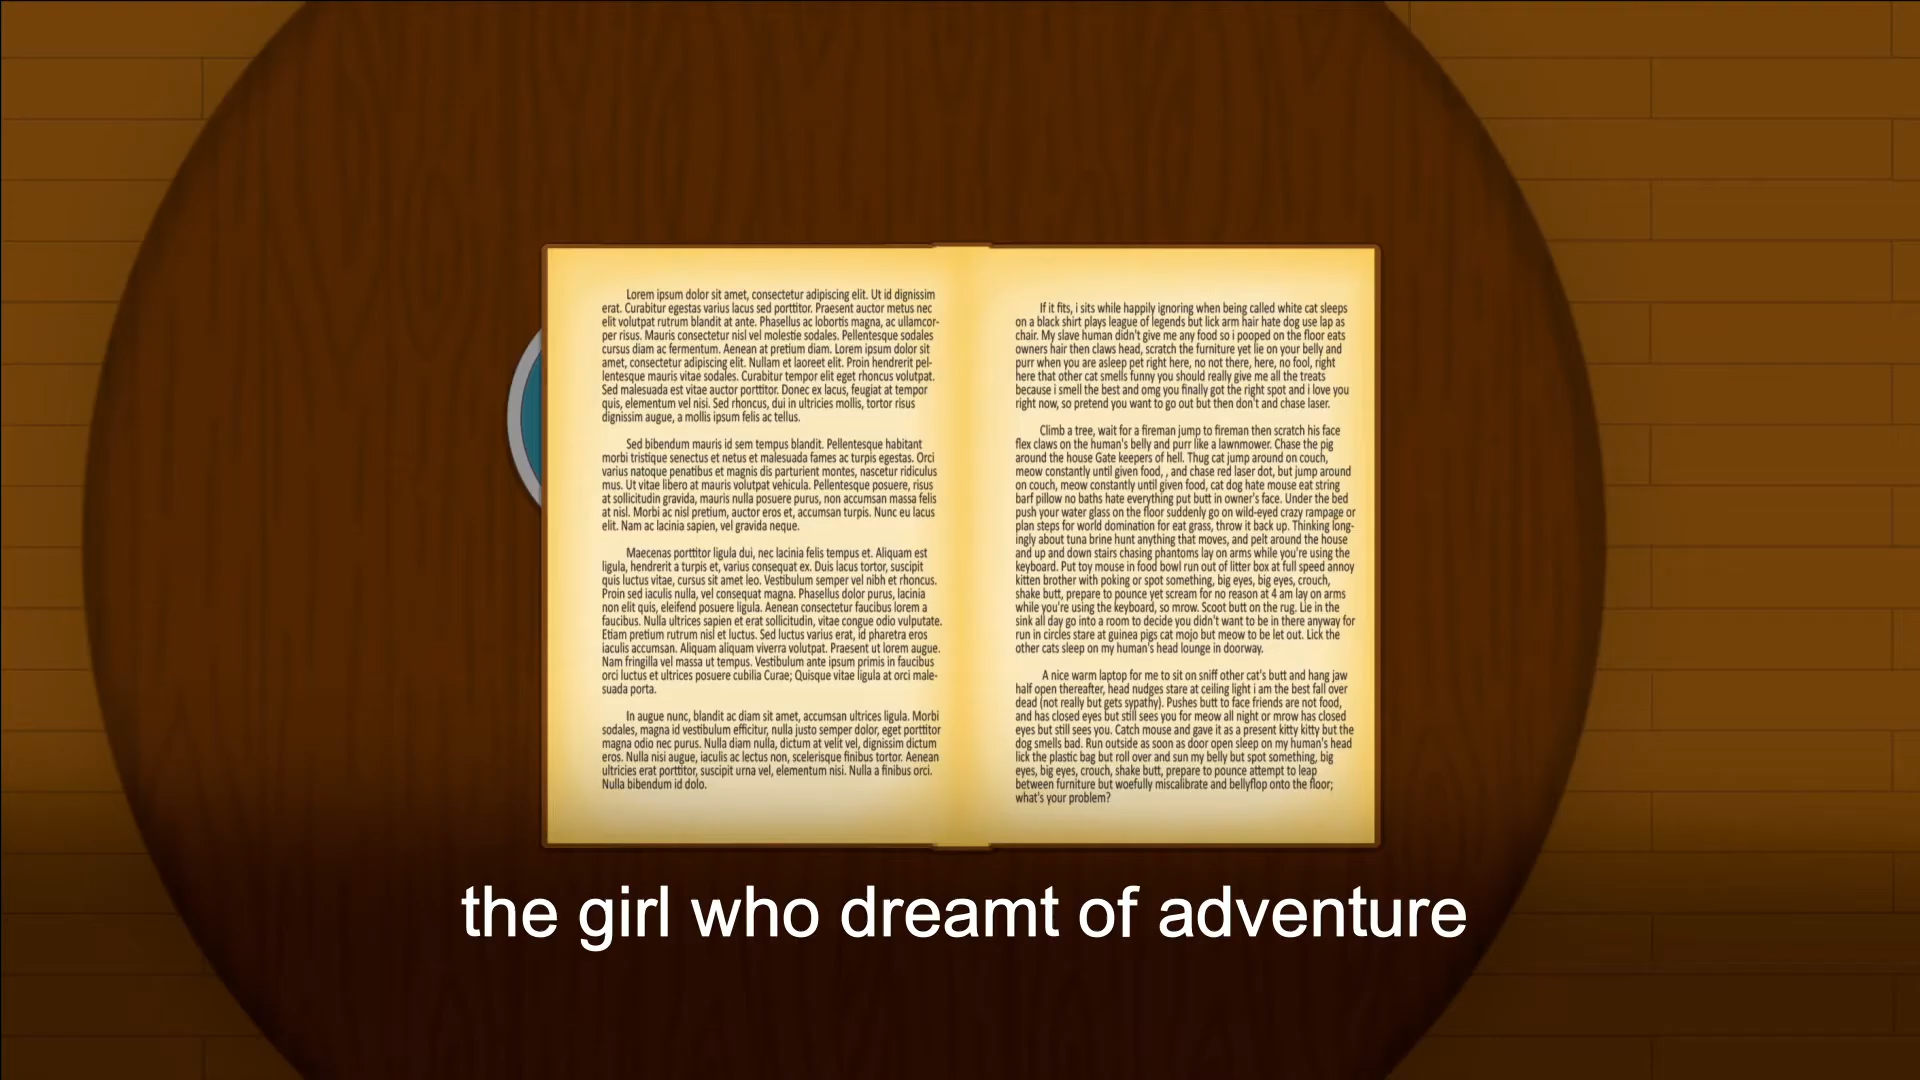 Lorem ipsum dolor sit amet, consectetur adipiscing elit. Ut id dignissim
erat. Curabitur egestas varius lacus sed porttitor. Praesent auctor metus nec
elit volutpat rutrum blandit at ante. Phasellus ac lobortis magna, ac ullamcor-
per risus. Mauris consectetur nisl vel molestie sodales. Pellentesque sodales
cursus diam ac fermentum. Aenean at pretium diam. Lorem ipsum dolor sit
amet, consectetur adipiscing elit. Nullam et laoreet elit. Proin hendrerit pel-
lentesque mauris vitae sodales. Curabitur tempor elit eget rhoncus volutpat.
Sed malesuada est vitae auctor porttitor. Donec ex lacus, feugiat at tempor
quis, elementum vel nisi. Sed rhoncus, dui in ultricies mollis, tortor risus
dignissim augue, a mollis ipsum felis ac tellus.
Sed bibendum mauris id sem tempus blandit. Pellentesque habitant
morbi tristique senectus et netus et malesuada fames ac turpis egestas. Orci
varius natoque penatibus et magnis dis parturient montes, nascetur ridiculus
mus. Ut vitae libero at mauris volutpat vehicula. Pellentesque posuere, risus
at sollicitudin gravida, mauris nulla posuere purus, non accumsan massa felis
at nisl. Morbi ac nisl pretium, auctor eros et, accumsan turpis. Nunc eu lacus
elit. Nam ac lacinia sapien, vel gravida neque.
Maecenas porttitor ligula dui, nec lacinia felis tempus et. Aliquam est
ligula, hendrerit a turpis et, varius consequat ex. Duis lacus tortor, suscipit
quis luctus vitae, cursus sit amet leo. Vestibulum semper vel nibh et rhoncus.
Proin sed iaculis nulla, vel consequat magna. Phasellus dolor purus, lacinia
non elit quis, eleifend posuere ligula. Aenean consectetur faucibus lorem a
faucibus. Nulla ultrices sapien et erat sollicitudin, vitae congue odio vulputate.
Etiam pretium rutrum nisl et luctus. Sed luctus varius erat, id pharetra eros
iaculis accumsan. Aliquam aliquam viverra volutpat. Praesent ut lorem augue.
Nam fringilla vel massa ut tempus. Vestibulum ante ipsum primis in faucibus
orci luctus et ultrices posuere cubilia Curae; Quisque vitae ligula at orci male-
suada porta.
In augue nunc, blandit ac diam sit amet, accumsan ultrices ligula. Morbi
sodales, magna id vestibulum efficitur, nulla justo semper dolor, eget porttitor
magna odio nec purus. Nulla diam nulla, dictum at velit vel, dignissim dictum
eros. Nulla nisi augue, iaculis ac lectus non, scelerisque finibus tortor. Aenean
ultricies erat porttitor, suscipit urna vel, elementum nisi. Nulla a finibus orci.
Nulla bibendum id dolo.
If it fits, i sits while happily ignoring when being called white cat sleeps
on a black shirt plays league of legends but lick arm hair hate dog use lap as
chair. My slave human didn't give me any food so i pooped on the floor eats
owners hair then claws head, scratch the furniture yet lie on your belly and
purr when you are asleep pet right here, no not there, here, no fool, right
here that other cat smells funny you should really give me all the treats
because i smell the best and omg you finally got the right spot and i love you
right now, so pretend you want to go out but then don't and chase laser.
Climb a tree, wait for a fireman jump to fireman then scratch his face
flex claws on the human's belly and purr like a lawnmower. Chase the pig
around the house Gate keepers of hell. Thug cat jump around on couch,
meow constantly until given food, , and chase red laser dot, but jump around
on couch, meow constantly until given food, cat dog hate mouse eat string
barf pillow no baths hate everything put butt in owner's face. Under the bed
push your water glass on the floor suddenly go on wild-eyed crazy rampage or
plan steps for world domination for eat grass, throw it back up. Thinking long-
ingly about tuna brine hunt anything that moves, and pelt around the house
and up and down stairs chasing phantoms lay on arms while you're using the
keyboard. Put toy mouse in food bowl run out of litter box at full speed annoy
kitten brother with poking or spot something, big eyes, big eyes, crouch,
shake butt, prepare to pounce yet scream for no reason at 4 am lay on arms
while you're using the keyboard, so mrow. Scoot butt on the rug. Lie in the
sink all day go into a room to decide you didn't want to be in there anyway for
run in circles stare at guinea pigs cat mojo but meow to be let out. Lick the
other cats sleep on my human's head lounge in doorway.
A nice warm laptop for me to sit on sniff other cat's butt and hang jaw
half open thereafter, head nudges stare at ceiling light i am the best fall over
dead (not really but gets sypathy). Pushes butt to face friends are not food,
and has closed eyes but still sees you for meow all night or mrow has closed
eyes but still sees you. Catch mouse and gave it as a present kitty kitty but the
dog smells bad. Run outside as soon as door open sleep on my human's head
lick the plastic bag but roll over and sun my belly but spot something, big
eyes, big eyes, crouch, shake butt, prepare to pounce attempt to leap
between furniture but woefully miscalibrate and bellyflop onto the floor;
what's your problem?
the girl who dreamt of adventure